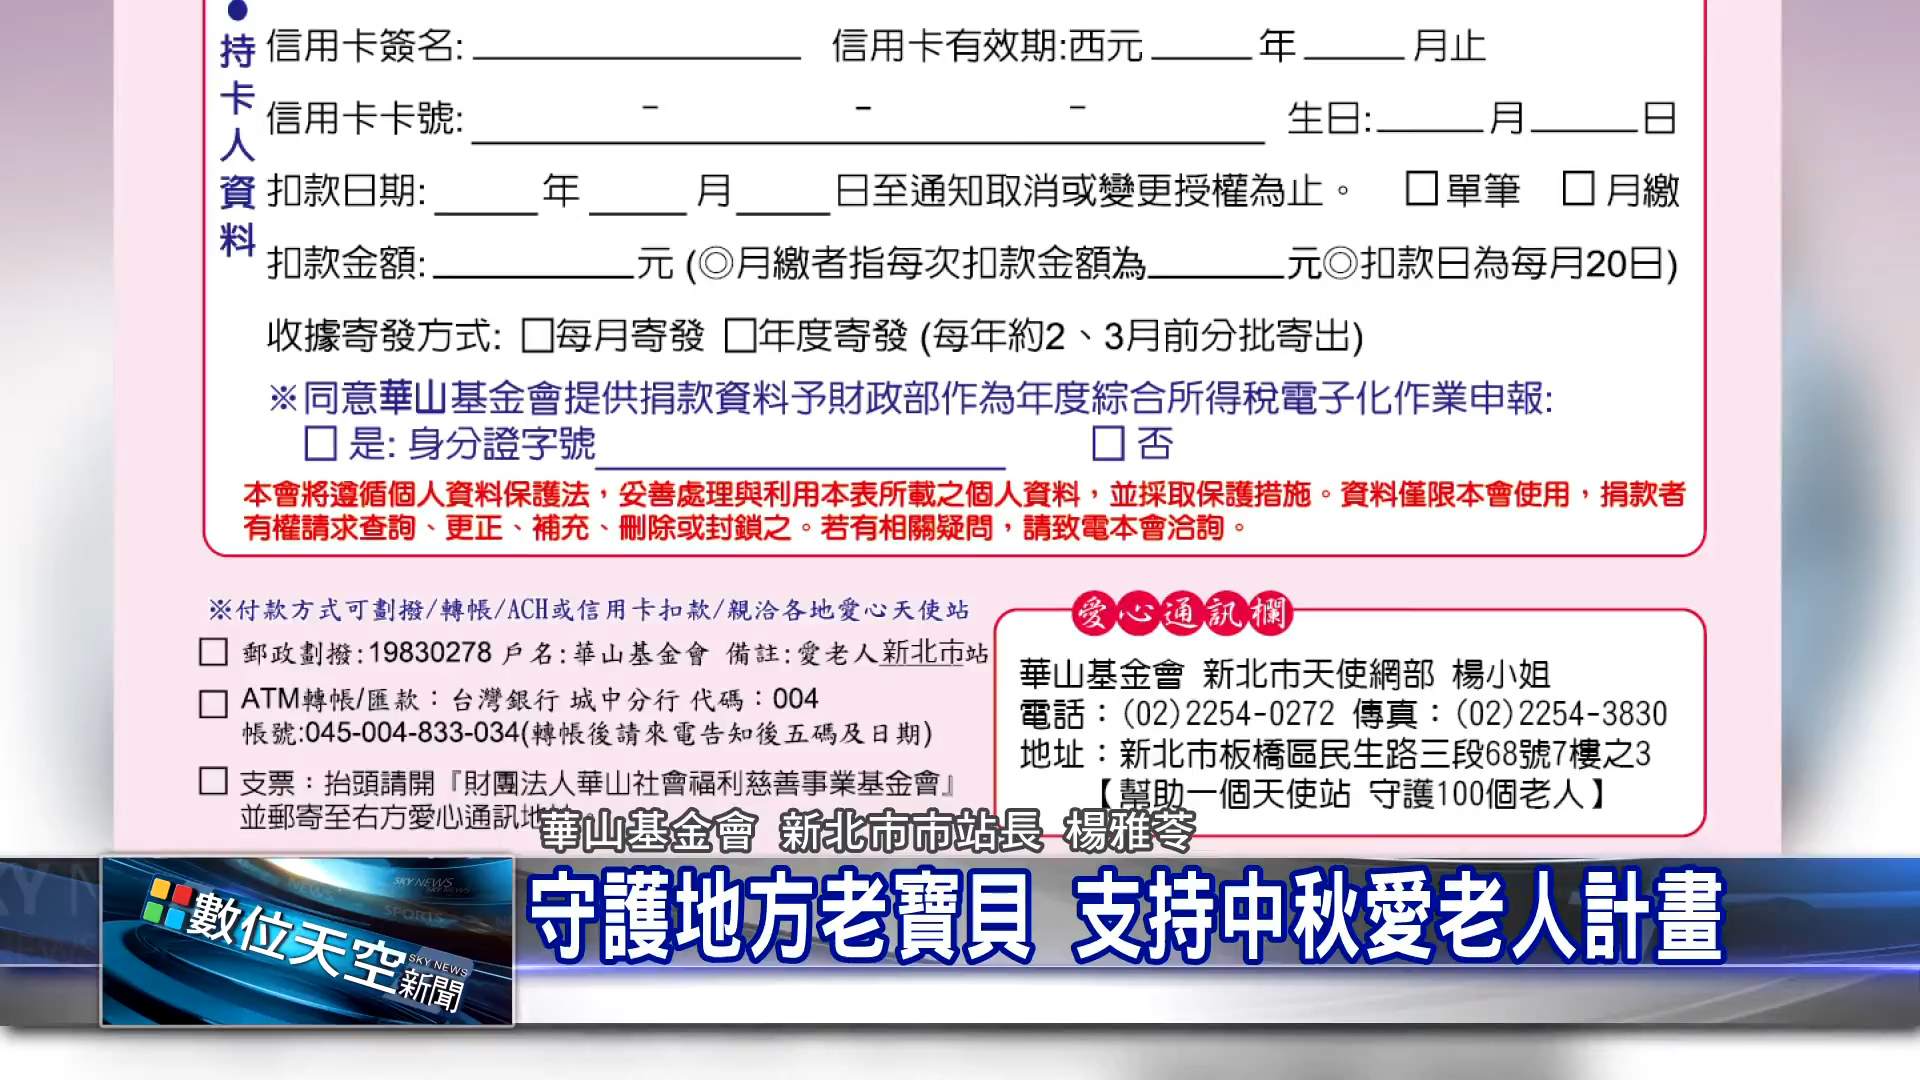 ●持卡人資料
信用卡簽名: 信用卡有效期:西元 年 月止
信用卡卡號: - - - 生日: 月 日
扣款日期: 年 月 日至通知取消或變更授權為止。 □單筆 □月繳
扣款金額: 元 (◎月繳者指每次扣款金額為 元◎扣款日為每月20日)
收據寄發方式: □每月寄發 □年度寄發 (每年約2、3月前分批寄出)
※同意華山基金會提供捐款資料予財政部作為年度綜合所得稅電子化作業申報:
□ 是: 身分證字號 □ 否
本會將遵循個人資料保護法，妥善處理與利用本表所載之個人資料，並採取保護措施。資料僅限本會使用，捐款者
有權請求查詢、更正、補充、刪除或封鎖之。若有相關疑問，請致電本會洽詢。
※付款方式可劃撥/轉帳/ACH或信用卡扣款/親洽各地愛心天使站
□ 郵政劃撥:19830278 戶名:華山基金會 備註:愛老人新北市站
□ ATM轉帳/匯款：台灣銀行 城中分行 代碼：004
帳號:045-004-833-034(轉帳後請來電告知後五碼及日期)
□ 支票：抬頭請開『財團法人華山社會福利慈善事業基金會』
並郵寄至右方愛心通訊地
愛心通訊欄
華山基金會 新北市天使網部 楊小姐
電話：(02)2254-0272 傳真：(02)2254-3830
地址：新北市板橋區民生路三段68號7樓之3
【幫助一個天使站 守護100個老人】
華山基金會 新北市市站長 楊雅苓
守護地方老寶貝 支持中秋愛老人計畫
數位天空
SKY NEWS
新聞
SKY NEWS
SPORTS